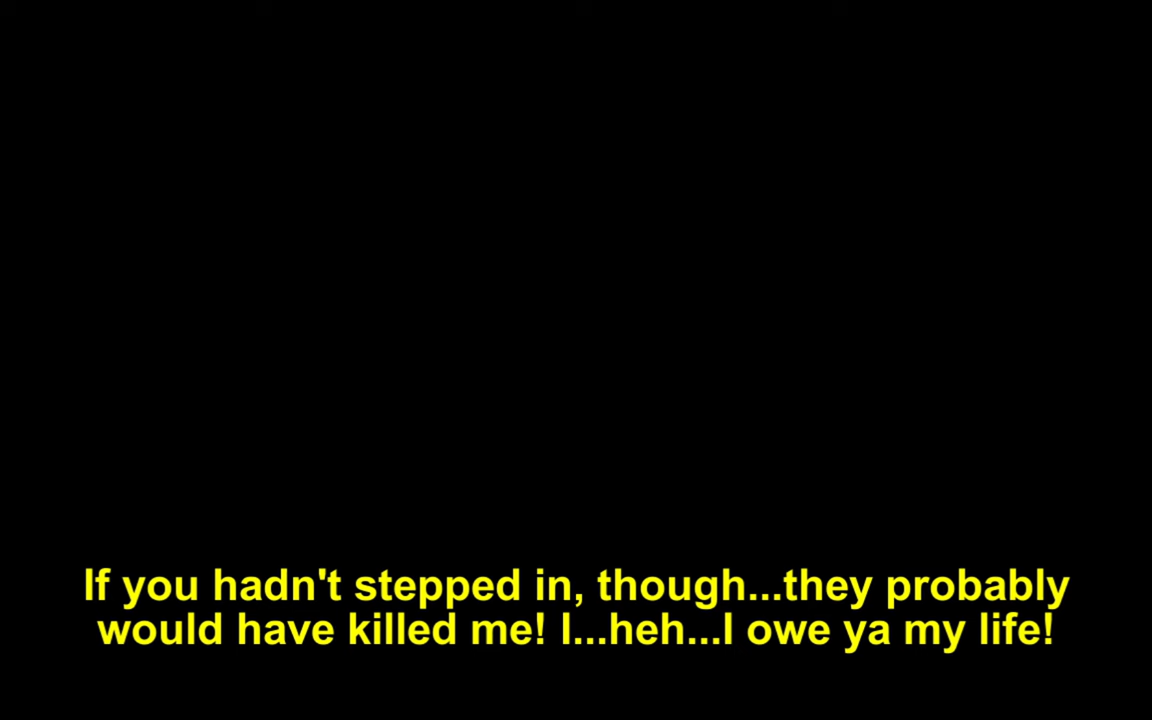 If you hadn't stepped in, though...they probably
would have killed me! I...heh...I owe ya my life!